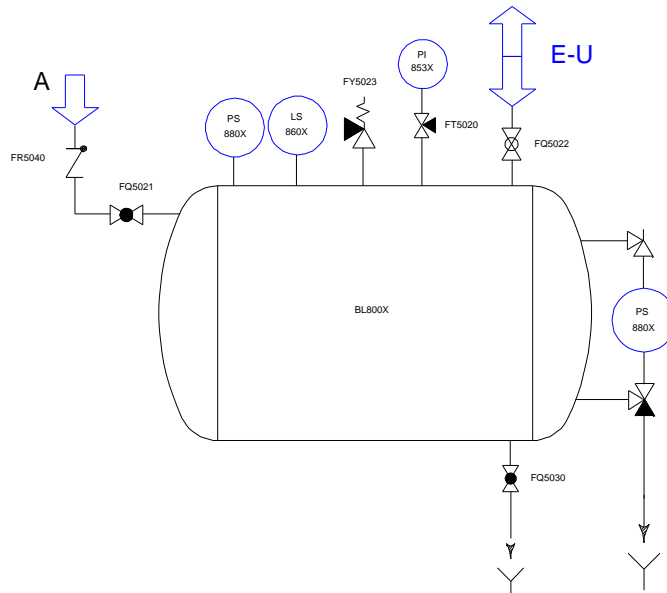 A
E-U
FR5040
FQ5021
PS
880X
LS
860X
FY5023
PI
853X
FT5020
FQ5022
BL800X
PS
880X
FQ5030